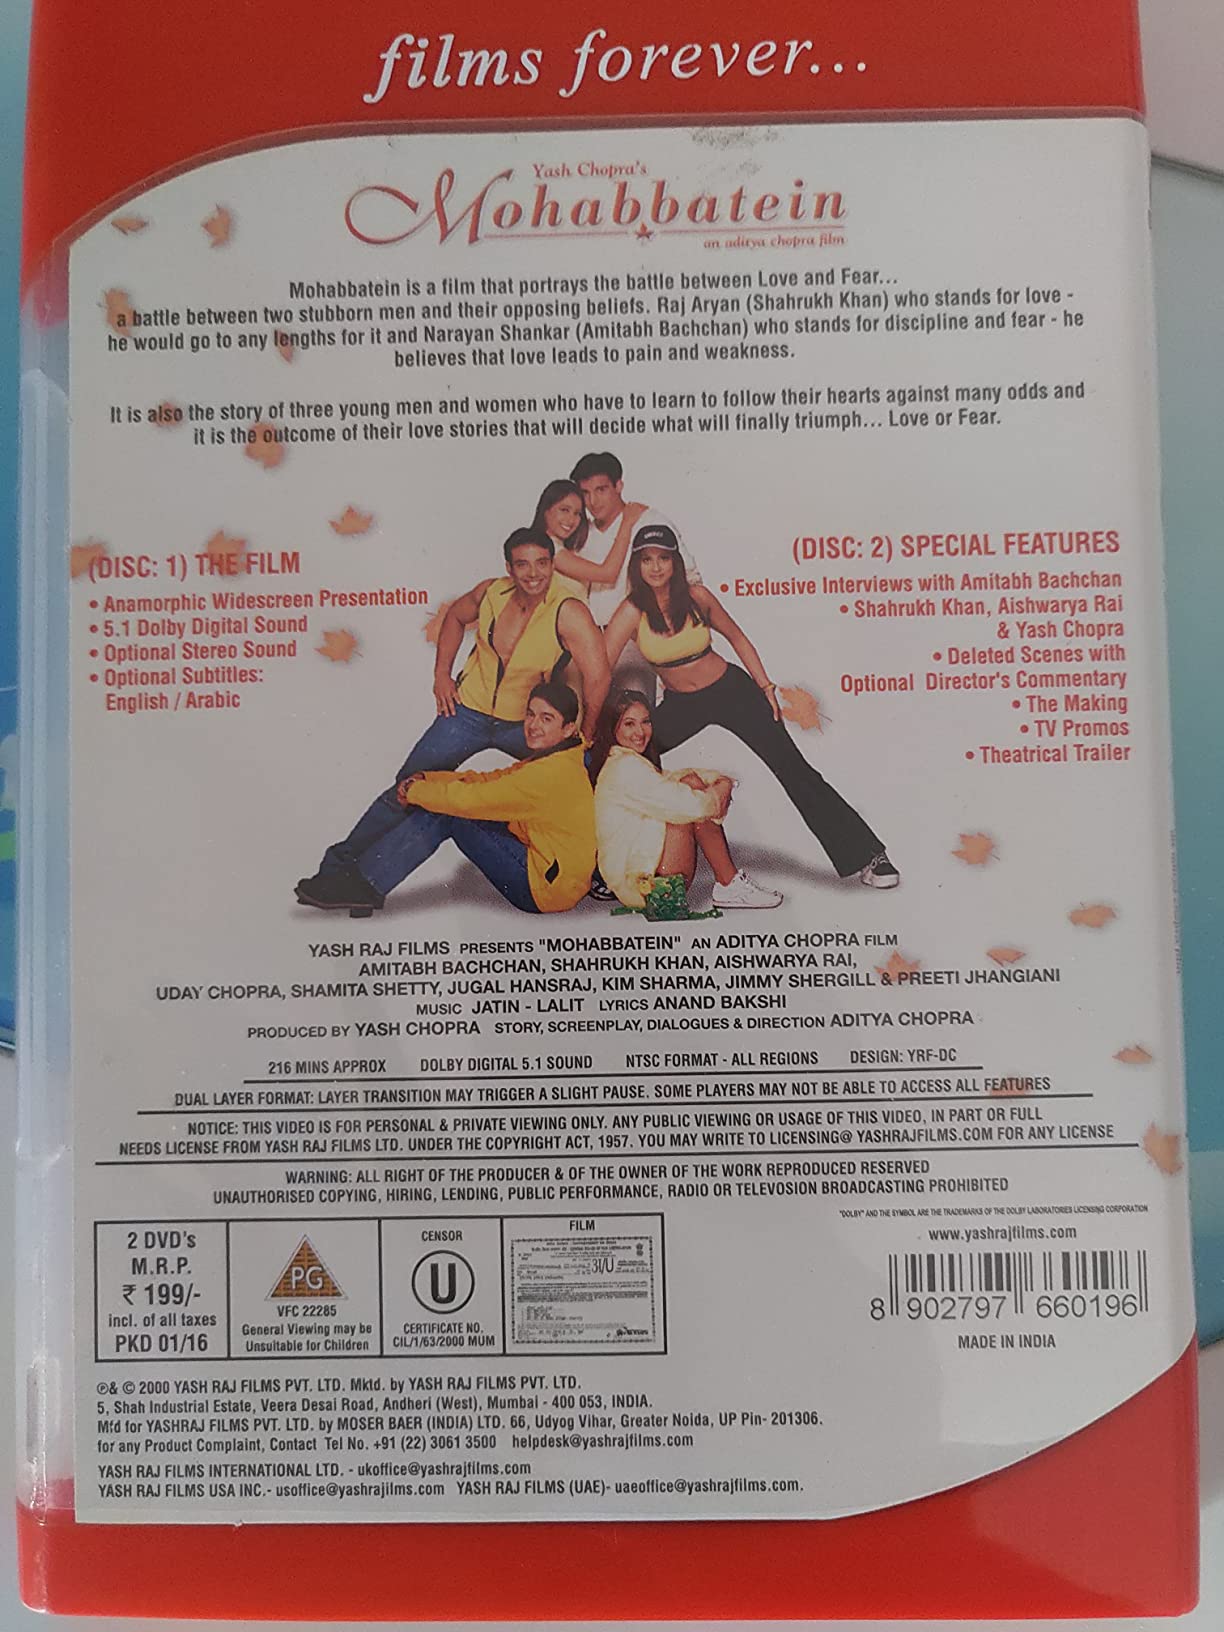 films forever...
Yash Chopra's
Mohabbatein
an aditya chopra film
Mohabbatein is a film that portrays the battle between Love and Fear...
a battle between two stubborn men and their opposing beliefs. Raj Aryan (Shahrukh Khan) who stands for love -
he would go to any lengths for it and Narayan Shankar (Amitabh Bachchan) who stands for discipline and fear - he
believes that love leads to pain and weakness.
It is also the story of three young men and women who have to learn to follow their hearts against many odds and
it is the outcome of their love stories that will decide what will finally triumph... Love or Fear.
(DISC: 1) THE FILM
• Anamorphic Widescreen Presentation
• 5.1 Dolby Digital Sound
• Optional Stereo Sound
• Optional Subtitles:
English / Arabic
(DISC: 2) SPECIAL FEATURES
• Exclusive Interviews with Amitabh Bachchan
• Shahrukh Khan, Aishwarya Rai
& Yash Chopra
• Deleted Scenes with
Optional Director's Commentary
• The Making
• TV Promos
• Theatrical Trailer
YASH RAJ FILMS PRESENTS "MOHABBATEIN" AN ADITYA CHOPRA FILM
AMITABH BACHCHAN, SHAHRUKH KHAN, AISHWARYA RAI,
UDAY CHOPRA, SHAMITA SHETTY, JUGAL HANSRAJ, KIM SHARMA, JIMMY SHERGILL & PREETI JHANGIANI
MUSIC JATIN - LALIT LYRICS ANAND BAKSHI
PRODUCED BY YASH CHOPRA STORY, SCREENPLAY, DIALOGUES & DIRECTION ADITYA CHOPRA
216 MINS APPROX DOLBY DIGITAL 5.1 SOUND NTSC FORMAT - ALL REGIONS DESIGN: YRF-DC
DUAL LAYER FORMAT: LAYER TRANSITION MAY TRIGGER A SLIGHT PAUSE. SOME PLAYERS MAY NOT BE ABLE TO ACCESS ALL FEATURES
NOTICE: THIS VIDEO IS FOR PERSONAL & PRIVATE VIEWING ONLY. ANY PUBLIC VIEWING OR USAGE OF THIS VIDEO, IN PART OR FULL
NEEDS LICENSE FROM YASH RAJ FILMS LTD. UNDER THE COPYRIGHT ACT, 1957. YOU MAY WRITE TO LICENSING@ YASHRAJFILMS.COM FOR ANY LICENSE
WARNING: ALL RIGHT OF THE PRODUCER & OF THE OWNER OF THE WORK REPRODUCED RESERVED
UNAUTHORISED COPYING, HIRING, LENDING, PUBLIC PERFORMANCE, RADIO OR TELEVOSION BROADCASTING PROHIBITED
"DOLBY" AND THE SYMBOL ARE THE TRADEMARKS OF THE DOLBY LABORATORIES LICENSING CORPORATION
2 DVD's
M.R.P.
₹ 199/-
incl. of all taxes
PKD 01/16
PG
VFC 22285
General Viewing may be
Unsuitable for Children
CENSOR
U
CERTIFICATE NO.
CIL/1/63/2000 MUM
FILM
31/U
www.yashrajfilms.com
8 902797 660196
MADE IN INDIA
℗& © 2000 YASH RAJ FILMS PVT. LTD. Mktd. by YASH RAJ FILMS PVT. LTD.
5, Shah Industrial Estate, Veera Desai Road, Andheri (West), Mumbai - 400 053, INDIA.
Mfd for YASHRAJ FILMS PVT. LTD. by MOSER BAER (INDIA) LTD. 66, Udyog Vihar, Greater Noida, UP Pin- 201306.
for any Product Complaint, Contact Tel No. +91 (22) 3061 3500 helpdesk@yashrajfilms.com
YASH RAJ FILMS INTERNATIONAL LTD. - ukoffice@yashrajfilms.com
YASH RAJ FILMS USA INC.- usoffice@yashrajfilms.com YASH RAJ FILMS (UAE)- uaeoffice@yashrajfilms.com.